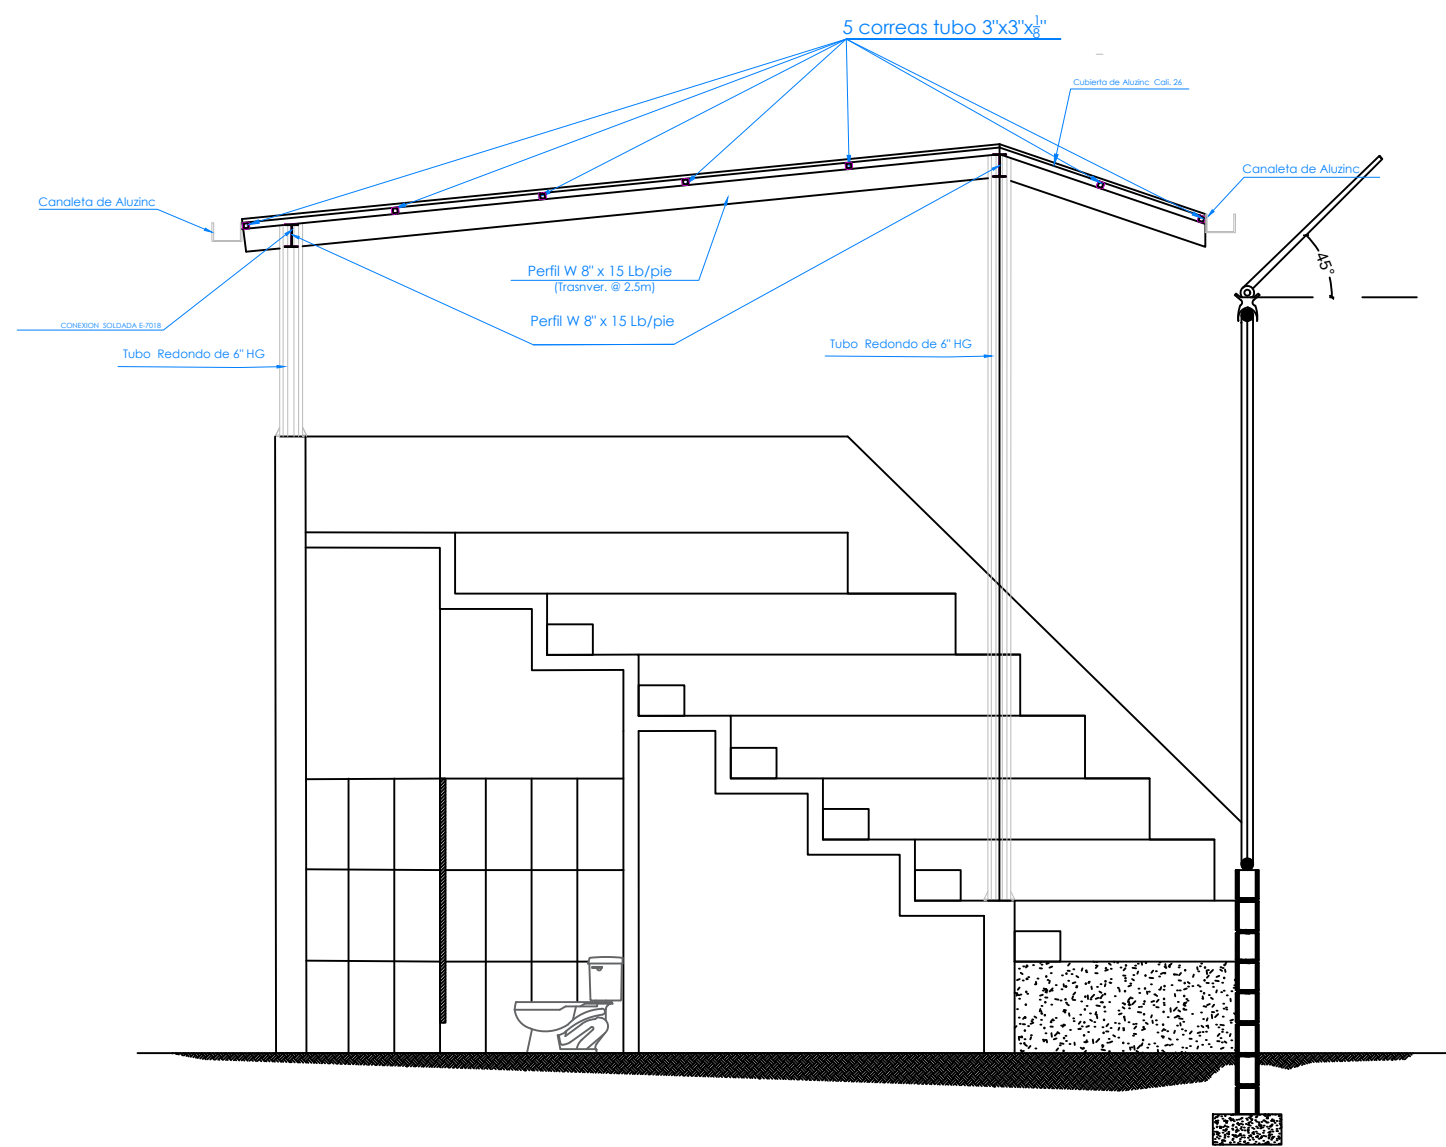 5 correas tubo 3"x3"x1/8"
Cubierta de Aluzinc Cali. 26
Canaleta de Aluzinc
Canaleta de Aluzinc
45°
Perfil W 8" x 15 Lb/pie
(Trasnver. @ 2.5m)
Perfil W 8" x 15 Lb/pie
CONEXION SOLDADA E-7018
Tubo Redondo de 6" HG
Tubo Redondo de 6" HG